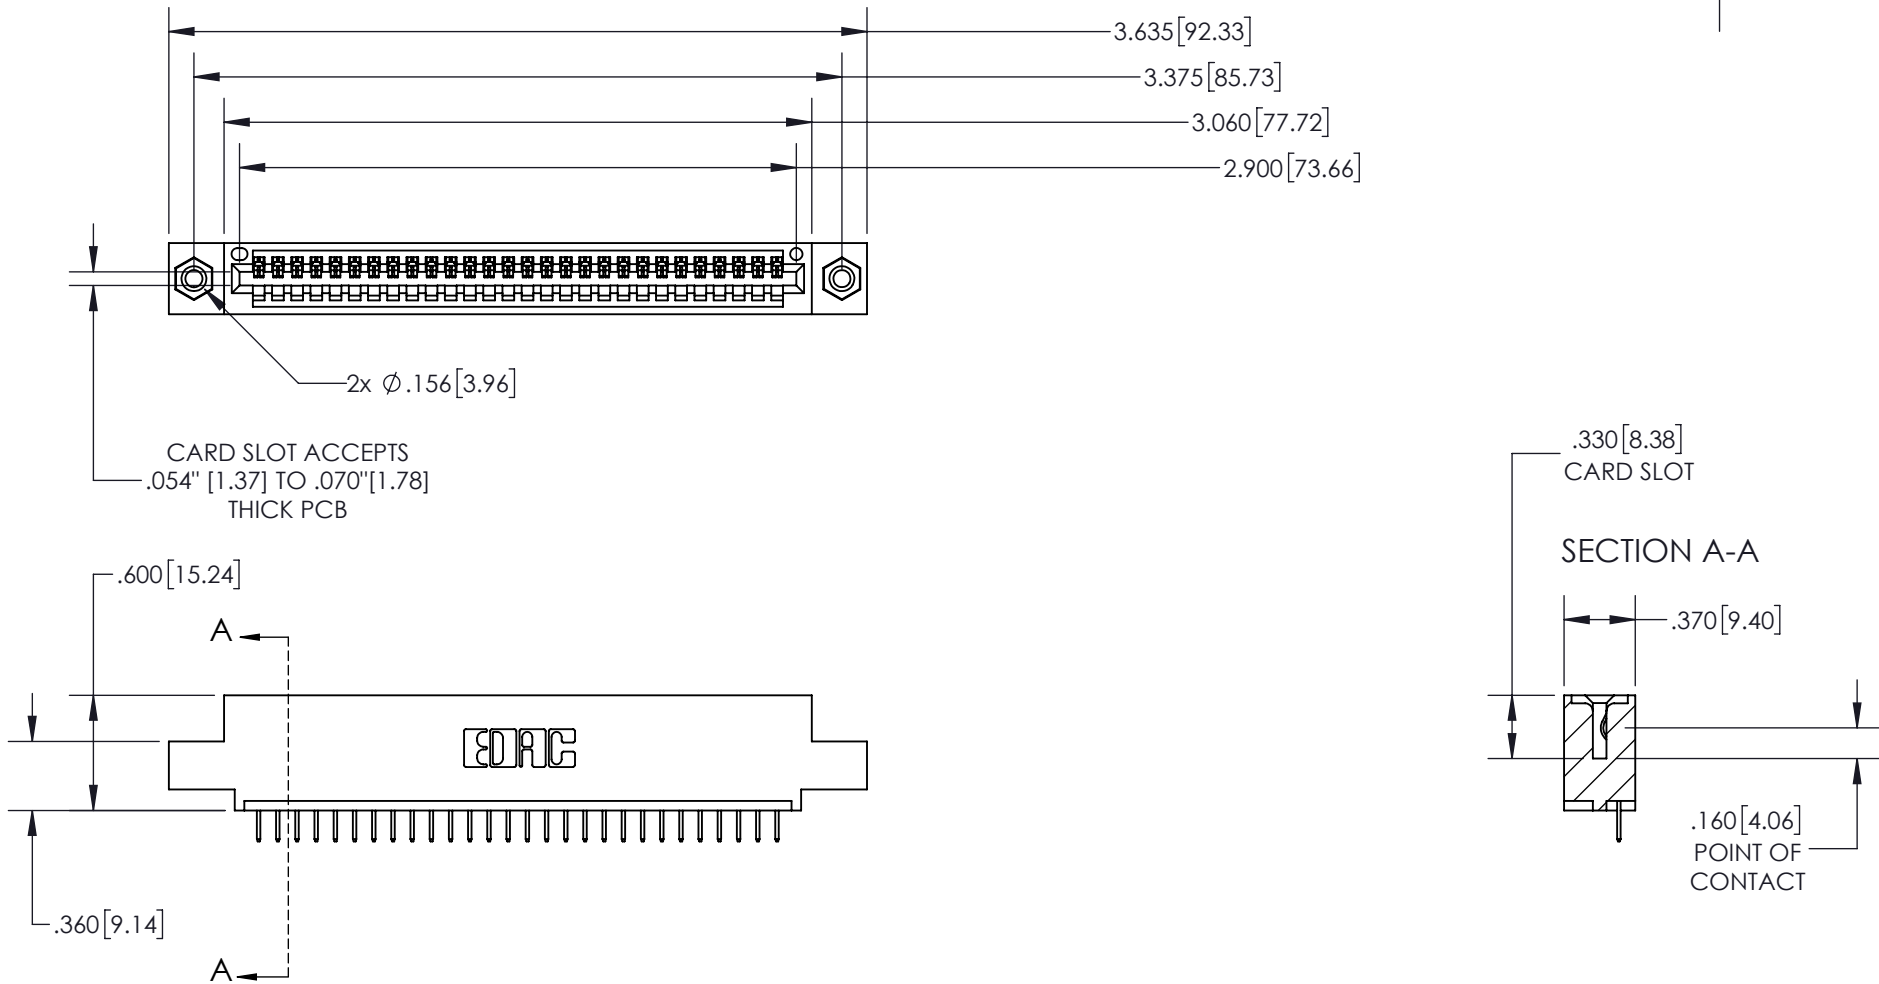 3.635[92.33]
3.375[85.73]
3.060[77.72]
2.900[73.66]
2x ∅.156[3.96]
CARD SLOT ACCEPTS
.054" [1.37] TO .070"[1.78]
THICK PCB
.330[8.38]
CARD SLOT
SECTION A-A
.600[15.24]
.370[9.40]
A
EDAC
.160[4.06]
POINT OF
CONTACT
.360[9.14]
A